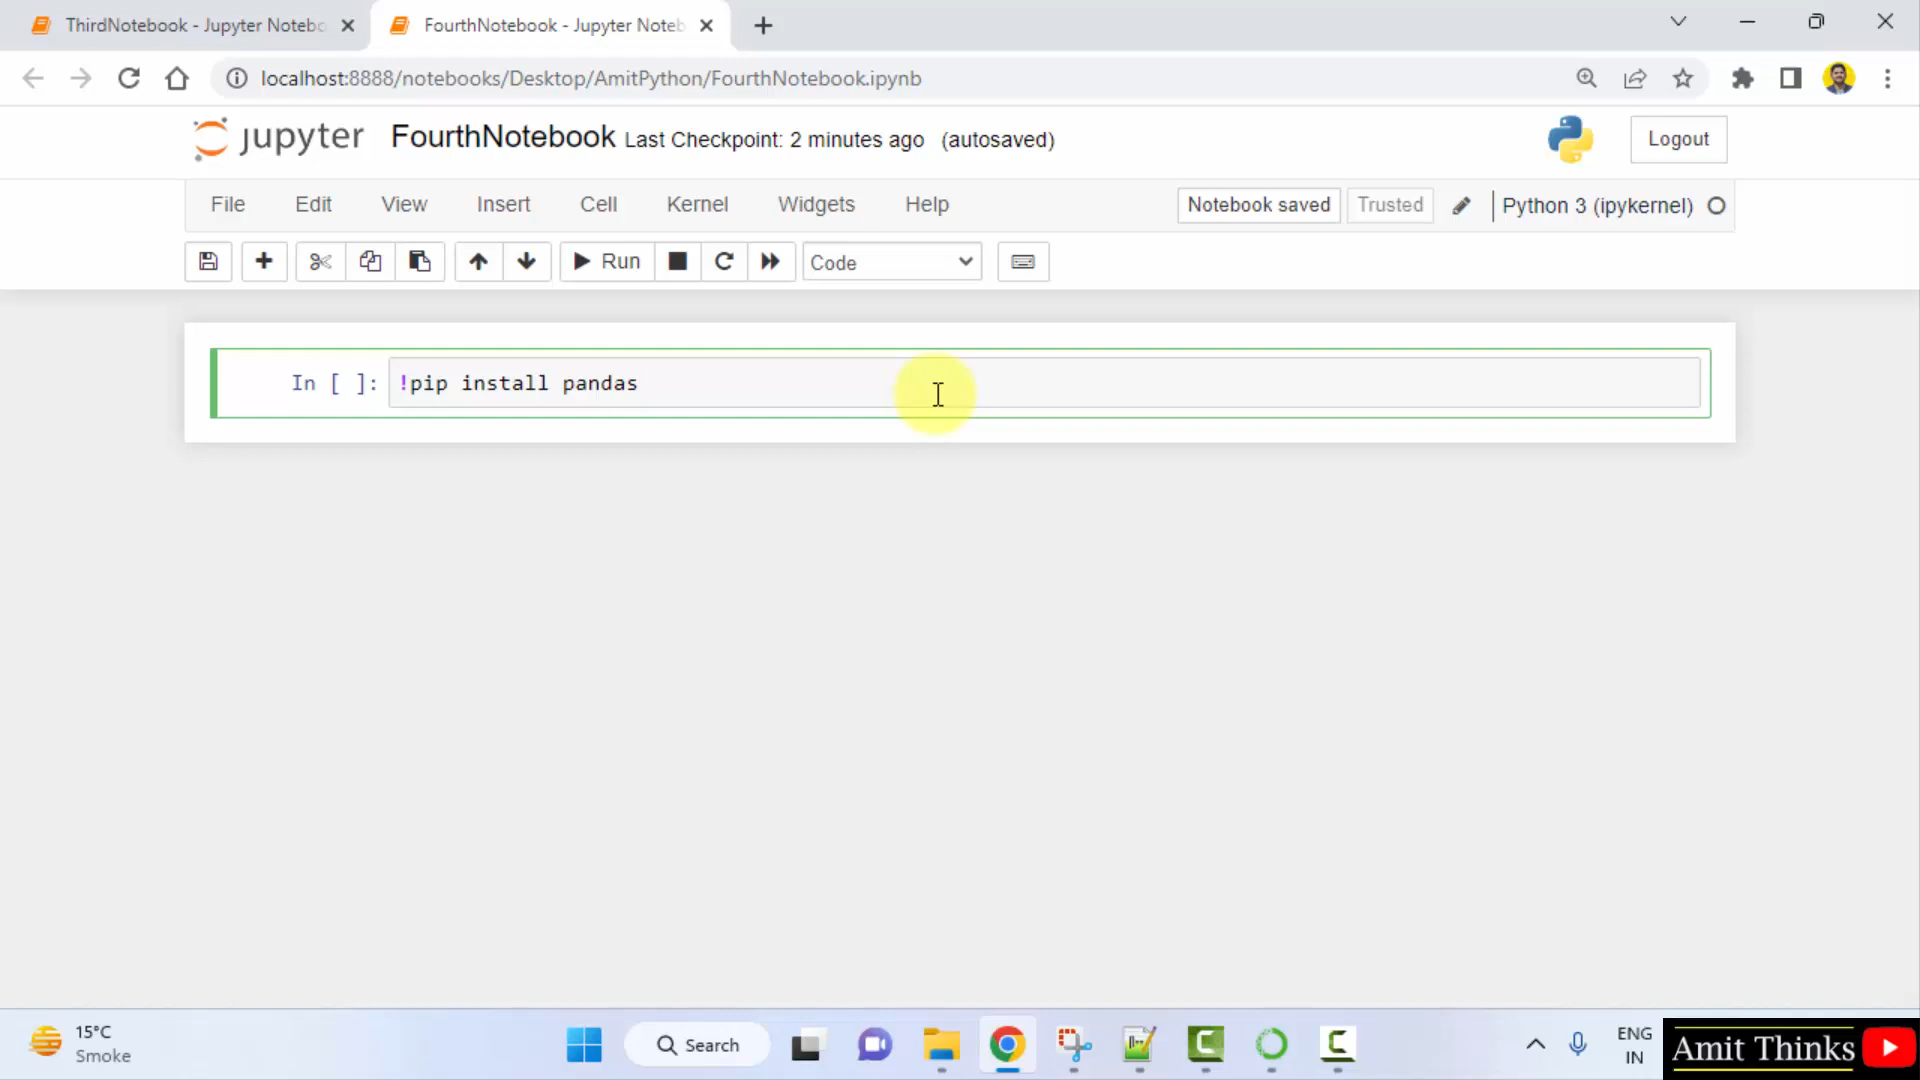 ThirdNotebook - Jupyter Notebo
FourthNotebook - Jupyter Noteb
localhost:8888/notebooks/Desktop/AmitPython/FourthNotebook.ipynb
jupyter FourthNotebook Last Checkpoint: 2 minutes ago (autosaved)
Logout
File Edit View Insert Cell Kernel Widgets Help
Notebook saved Trusted Python 3 (ipykernel)
Run Code
In [ ]: !pip install pandas
15°C
Smoke
Search
ENG
IN
Amit Thinks